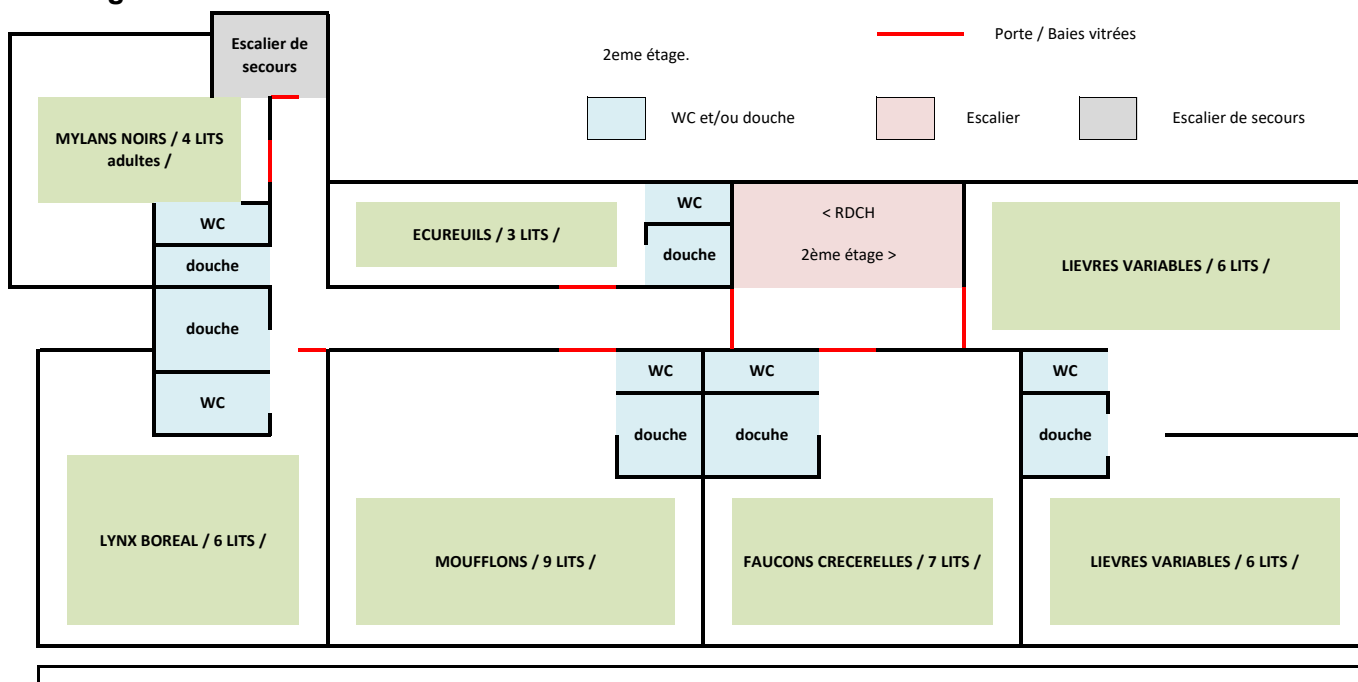 Escalier de
secours
Porte / Baies vitrées
2eme étage.
WC et/ou douche
Escalier
Escalier de secours
MYLANS NOIRS / 4 LITS
adultes /
WC
douche
douche
WC
ECUREUILS / 3 LITS /
WC
douche
< RDCH
2ème étage >
LIEVRES VARIABLES / 6 LITS /
WC
douche
WC
docuhe
WC
douche
LYNX BOREAL / 6 LITS /
MOUFFLONS / 9 LITS /
FAUCONS CRECERELLES / 7 LITS /
LIEVRES VARIABLES / 6 LITS /